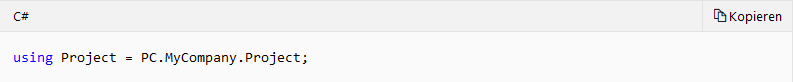 C#
Kopieren
using Project = PC.MyCompany.Project;